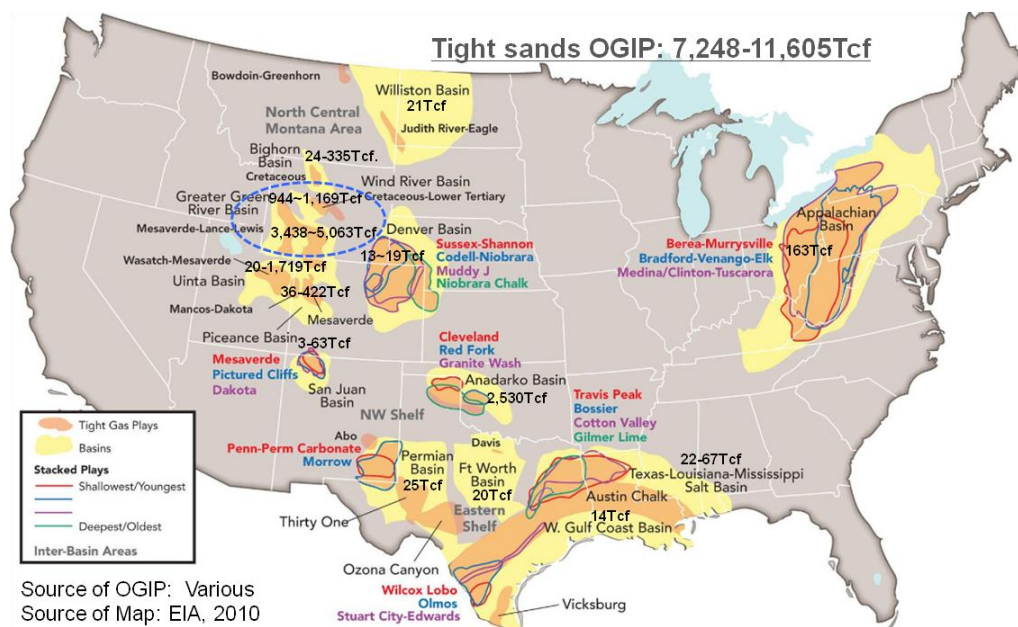 Tight sands OGIP: 7,248-11,605Tcf
Bowdoin-Greenhorn
Williston Basin
21Tcf
North Central
Montana Area
Judith River-Eagle
Bighorn
Basin
24-335Tcf.
Cretaceous
Wind River Basin
Cretaceous-Lower Tertiary
Greater Green
River Basin
944~1,169Tcf
Mesaverde-Lance-Lewis
3,438~5,063Tcf
Denver Basin
13~19Tcf
Sussex-Shannon
Codell-Niobrara
Muddy J
Niobrara Chalk
Berea-Murrysville
Bradford-Venango-Elk
Medina/Clinton-Tuscarora
Appalachian
Basin
163Tcf
Wasatch-Mesaverde
20-1,719Tcf
Uinta Basin
36-422Tcf
Mancos-Dakota
Mesaverde
Piceance Basin
3-63Tcf
Mesaverde
Pictured Cliffs
Dakota
San Juan
Basin
Cleveland
Red Fork
Granite Wash
Anadarko Basin
2,530Tcf
NW Shelf
Travis Peak
Bossier
Cotton Valley
Gilmer Lime
Abo
Penn-Perm Carbonate
Morrow
Permian
Basin
25Tcf
Davis
Ft Worth
Basin
20Tcf
Eastern
Shelf
22-67Tcf
Texas-Louisiana-Mississippi
Salt Basin
Austin Chalk
14Tcf
W. Gulf Coast Basin
Thirty One
Ozona Canyon
Wilcox Lobo
Olmos
Stuart City-Edwards
Vicksburg
Tight Gas Plays
Basins
Stacked Plays
Shallowest/Youngest
Deepest/Oldest
Inter-Basin Areas
Source of OGIP: Various
Source of Map: EIA, 2010